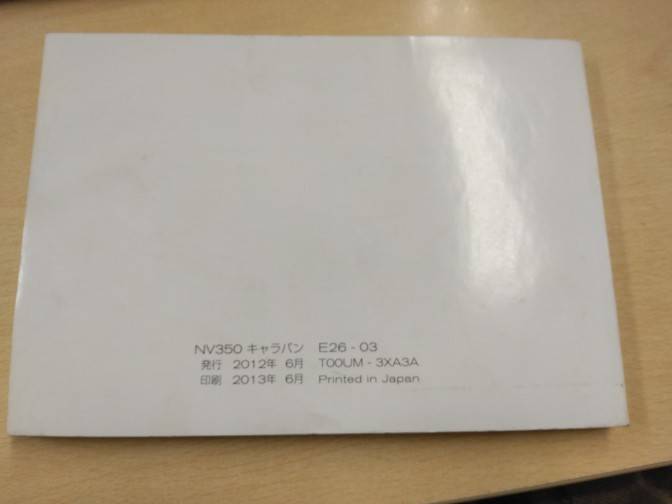 NV350 キャラバン E26 - 03
発行 2012年 6月 T00UM - 3XA3A
印刷 2013年 6月 Printed in Japan